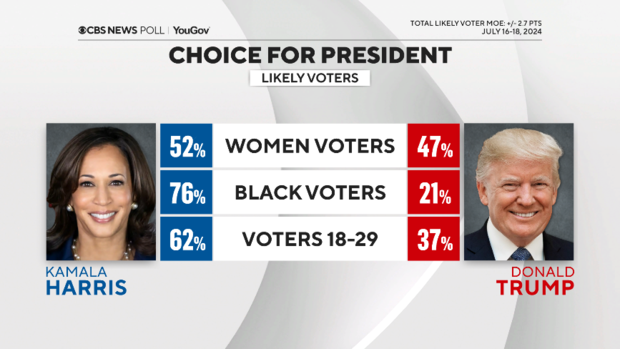 CBS NEWS POLL | YouGov
TOTAL LIKELY VOTER MOE: +/- 2.7 PTS
JULY 16-18, 2024
CHOICE FOR PRESIDENT
LIKELY VOTERS
52% WOMEN VOTERS 47%
76% BLACK VOTERS 21%
62% VOTERS 18-29 37%
KAMALA
HARRIS
DONALD
TRUMP